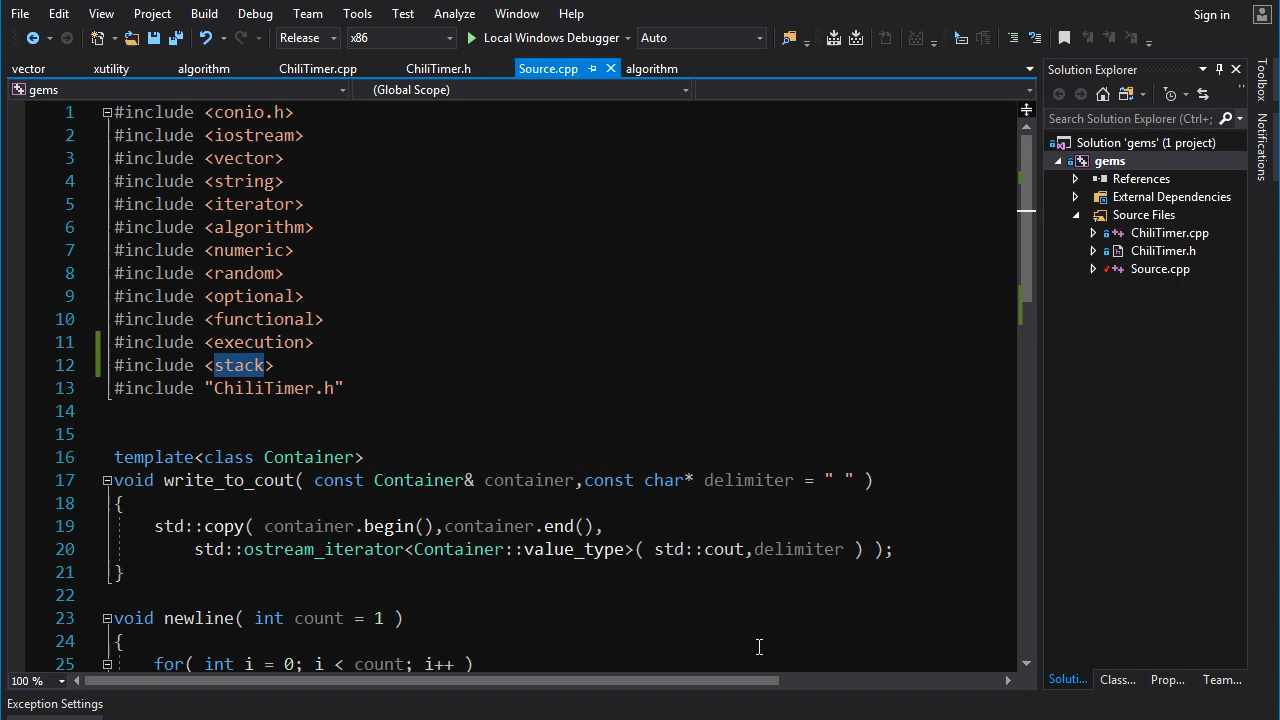 File Edit View Project Build Debug Team Tools Test Analyze Window Help
Sign in
Release x86 Local Windows Debugger Auto
vector xutility algorithm ChiliTimer.cpp ChiliTimer.h Source.cpp algorithm
gems (Global Scope)
1 #include <conio.h>
2 #include <iostream>
3 #include <vector>
4 #include <string>
5 #include <iterator>
6 #include <algorithm>
7 #include <numeric>
8 #include <random>
9 #include <optional>
10 #include <functional>
11 #include <execution>
12 #include <stack>
13 #include "ChiliTimer.h"
14
15
16 template<class Container>
17 void write_to_cout( const Container& container,const char* delimiter = " " )
18 {
19 std::copy( container.begin(),container.end(),
20 std::ostream_iterator<Container::value_type>( std::cout,delimiter ) );
21 }
22
23 void newline( int count = 1 )
24 {
25 for( int i = 0; i < count; i++ )
100 %
Exception Settings
Solution Explorer
Search Solution Explorer (Ctrl+;
Solution 'gems' (1 project)
gems
References
External Dependencies
Source Files
ChiliTimer.cpp
ChiliTimer.h
Source.cpp
Soluti... Class... Prop... Team...
Toolbox
Notifications